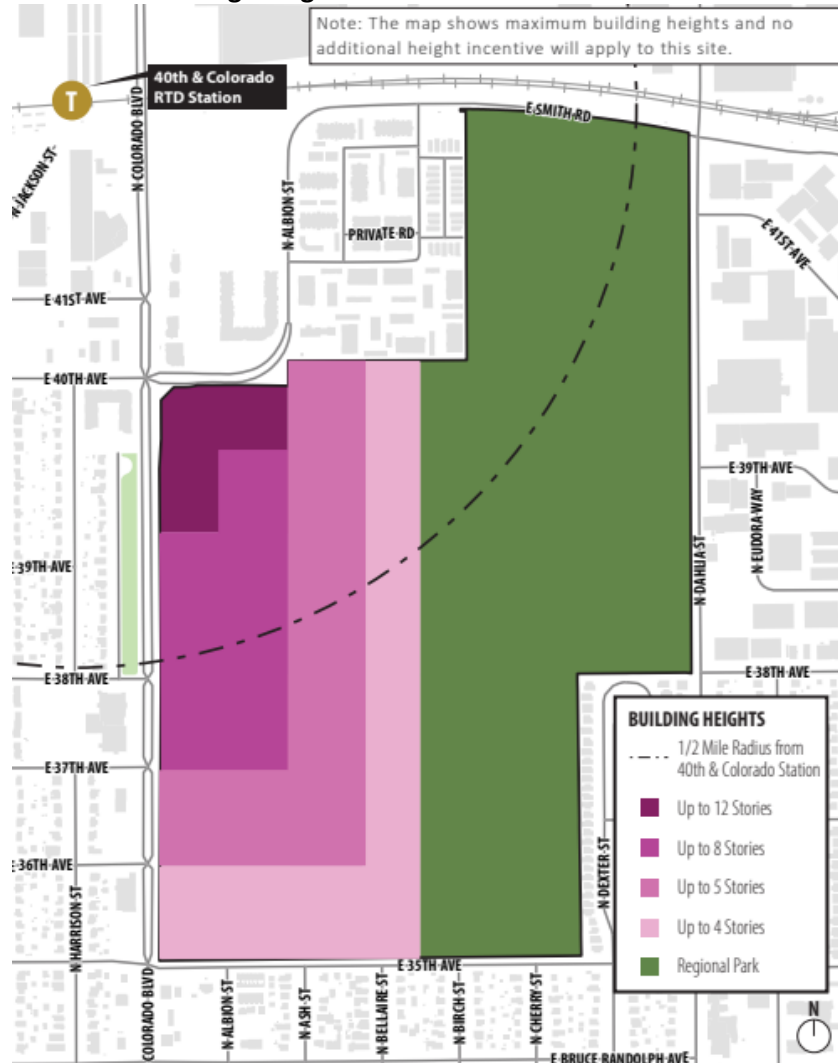 Note: The map shows maximum building heights and no
additional height incentive will apply to this site.
T
40th & Colorado
RTD Station
N COLORADO BLVD
E SMITH RD
N JACKSON ST
N ALBION ST
PRIVATE RD
E 41ST AVE
E 41ST AVE
E 40TH AVE
E 39TH AVE
N EUDORA WAY
E 39TH AVE
N DAHLIA ST
E 38TH AVE
E 38TH AVE
BUILDING HEIGHTS
1/2 Mile Radius from
40th & Colorado Station
Up to 12 Stories
Up to 8 Stories
Up to 5 Stories
Up to 4 Stories
Regional Park
E 37TH AVE
E 36TH AVE
N DEXTER ST
N HARRISON ST
E 35TH AVE
COLORADO BLVD
N ALBION ST
N ASH ST
N BELLAIRE ST
N BIRCH ST
N CHERRY ST
N
E BRUCE RANDOLPH AVE